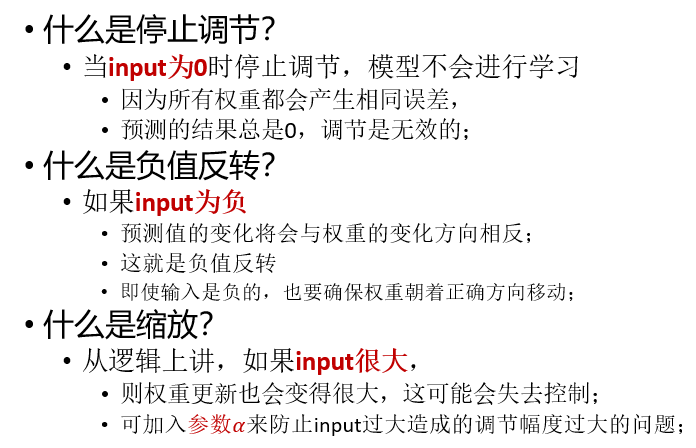 • 什么是停止调节？
• 当input为0时停止调节，模型不会进行学习
• 因为所有权重都会产生相同误差，
• 预测的结果总是0，调节是无效的；
• 什么是负值反转？
• 如果input为负
• 预测值的变化将会与权重的变化方向相反；
• 这就是负值反转
• 即使输入是负的，也要确保权重朝着正确方向移动；
• 什么是缩放？
• 从逻辑上讲，如果input很大，
• 则权重更新也会变得很大，这可能会失去控制；
• 可加入参数α来防止input过大造成的调节幅度过大的问题；